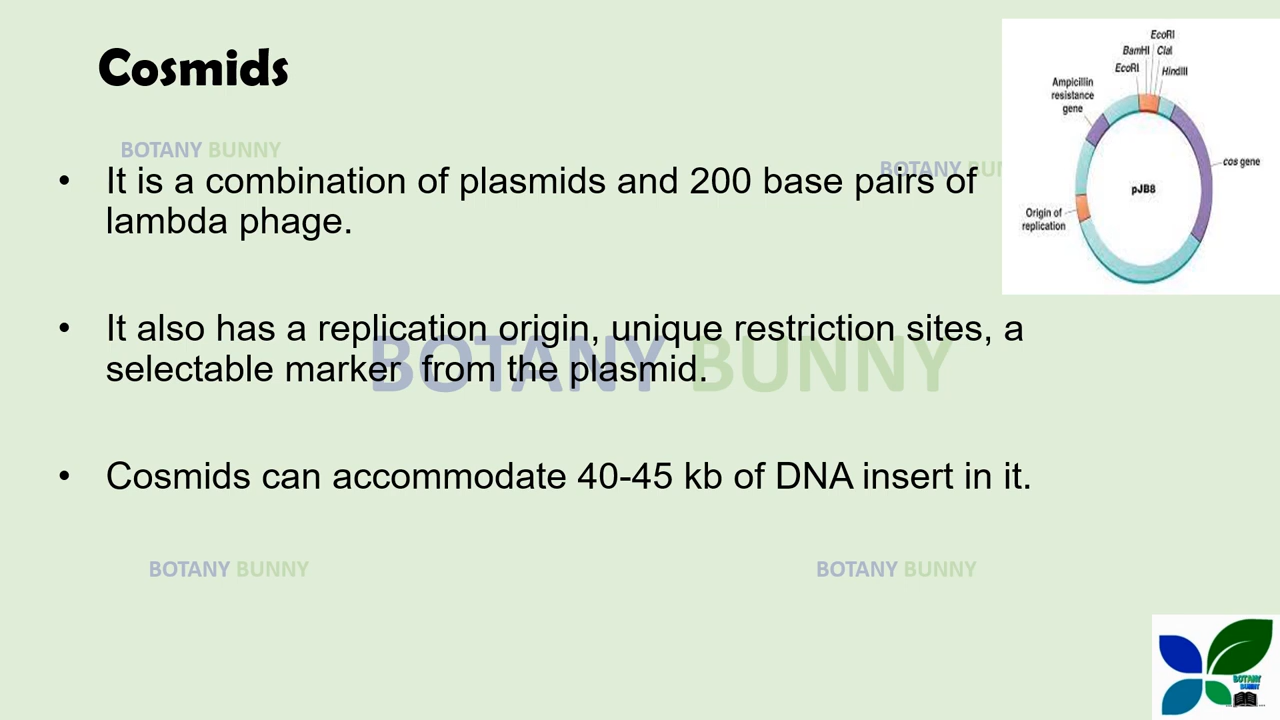 Cosmids
BOTANY BUNNY
BOTANY
• It is a combination of plasmids and 200 base pairs of
lambda phage.
• It also has a replication origin, unique restriction sites, a
selectable marker  from the plasmid.
BOTANY BUNNY
• Cosmids can accommodate 40-45 kb of DNA insert in it.
BOTANY BUNNY
BOTANY BUNNY
EcoRI
BamHI ClaI
EcoRI HindIII
Ampicillin
resistance
gene
cos gene
pJB8
Origin of
replication
BOTANY
BUNNY